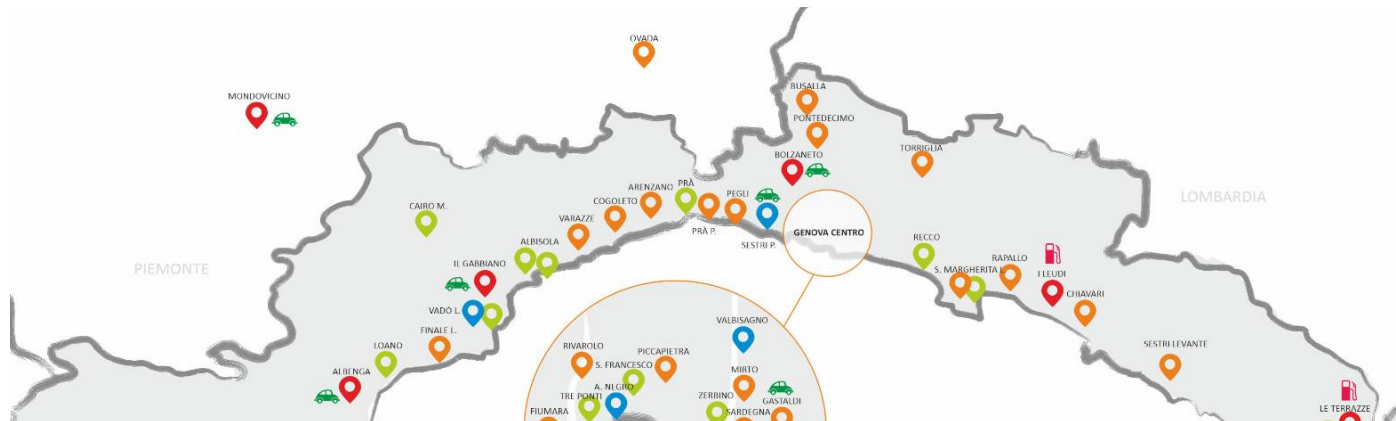 OVADA
BUSALLA
MONDOVICINO
PONTEDECIMO
TORRIGLIA
BOLZANETO
ARENZANO
PRÀ
PEGLI
LOMBARDIA
COGOLETO
CAIRO M.
VARAZZE
PRÀ P.
GENOVA CENTRO
SESTRI P.
ALBISOLA
RECCO
PIEMONTE
IL GABBIANO
S. MARGHERITA L.
RAPALLO
I LEUDI
CHIAVARI
VADO L.
VALBISAGNO
FINALE L.
LOANO
RIVAROLO
PICCAPIETRA
SESTRI LEVANTE
S. FRANCESCO
ALBENGA
MIRTO
A. NEGRO
TRE PONTI
ZERBINO
GASTALDI
FIUMARA
SARDEGNA
LE TERRAZZE